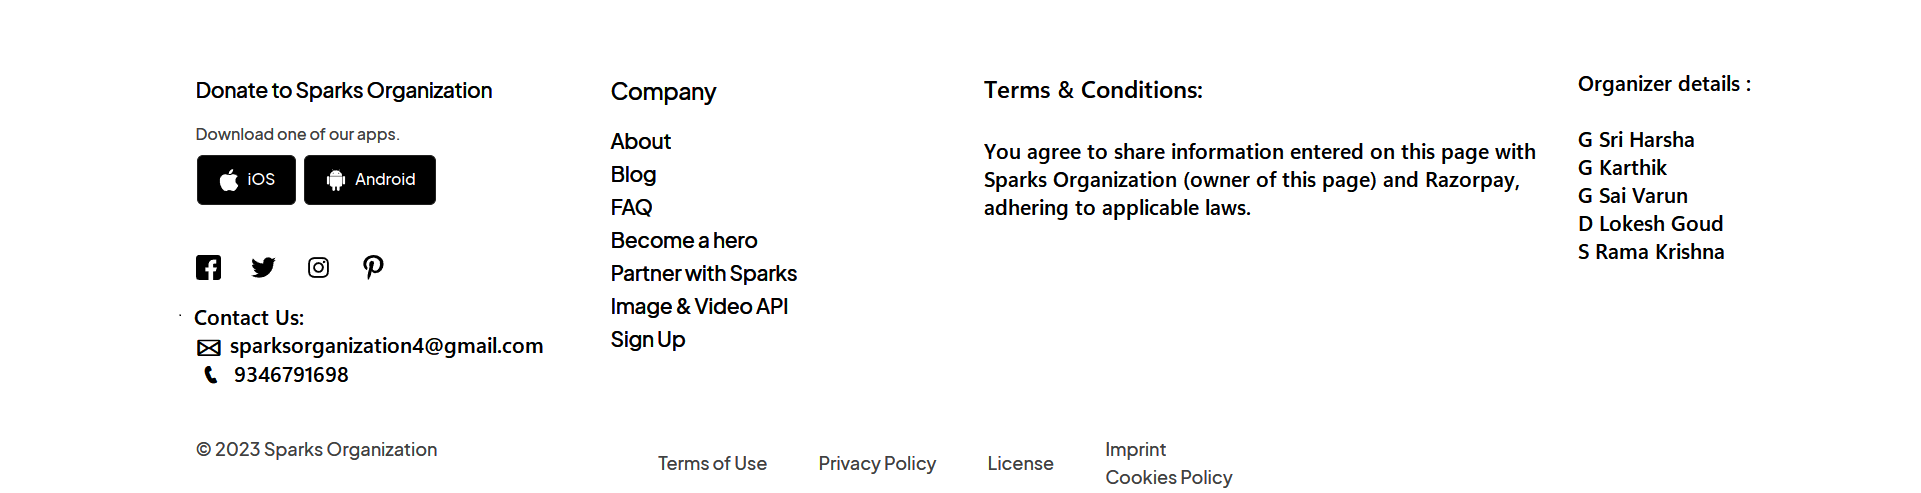 Donate to Sparks Organization
Download one of our apps.
iOS
Android
Contact Us:
sparksorganization4@gmail.com
9346791698
Company
About
Blog
FAQ
Become a hero
Partner with Sparks
Image & Video API
Sign Up
Terms & Conditions:
You agree to share information entered on this page with
Sparks Organization (owner of this page) and Razorpay,
adhering to applicable laws.
Organizer details :
G Sri Harsha
G Karthik
G Sai Varun
D Lokesh Goud
S Rama Krishna
© 2023 Sparks Organization
Terms of Use
Privacy Policy
License
Imprint
Cookies Policy